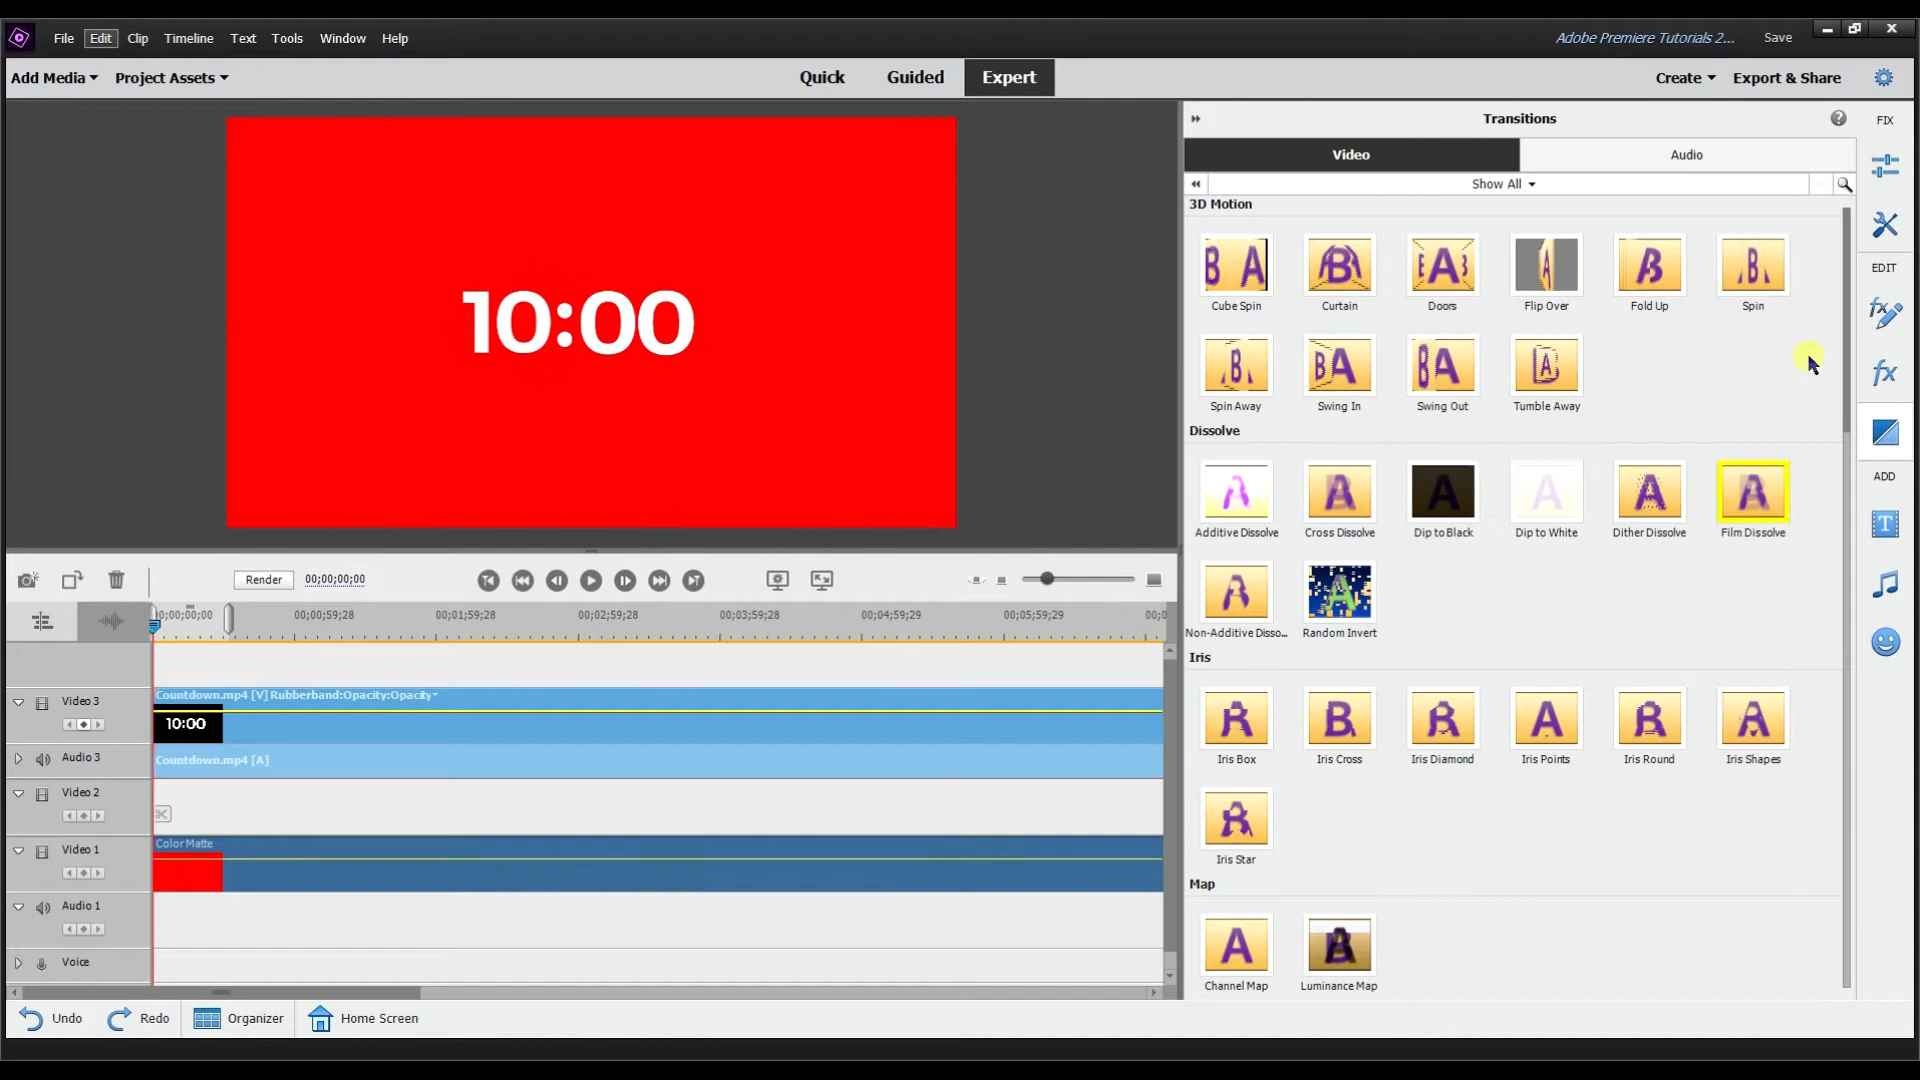 File Edit Clip Timeline Text Tools Window Help
Adobe Premiere Tutorials 2... Save
Add Media Project Assets
Quick Guided Expert
Create Export & Share
10:00
Transitions
Video Audio
Show All
3D Motion
Cube Spin Curtain Doors Flip Over Fold Up Spin
Spin Away Swing In Swing Out Tumble Away
Dissolve
Additive Dissolve Cross Dissolve Dip to Black Dip to White Dither Dissolve Film Dissolve
Non-Additive Disso... Random Invert
Iris
Iris Box Iris Cross Iris Diamond Iris Points Iris Round Iris Shapes
Iris Star
Map
Channel Map Luminance Map
FIX
EDIT
ADD
Render 00;00;00;00
00;00;59;28 00;01;59;28 00;02;59;28 00;03;59;28 00;04;59;29 00;05;59;29
Video 3
Countdown.mp4 [V] Rubberband:Opacity:Opacity
10:00
Audio 3
Countdown.mp4 [A]
Video 2
Video 1
Color Matte
Audio 1
Voice
Undo Redo Organizer Home Screen